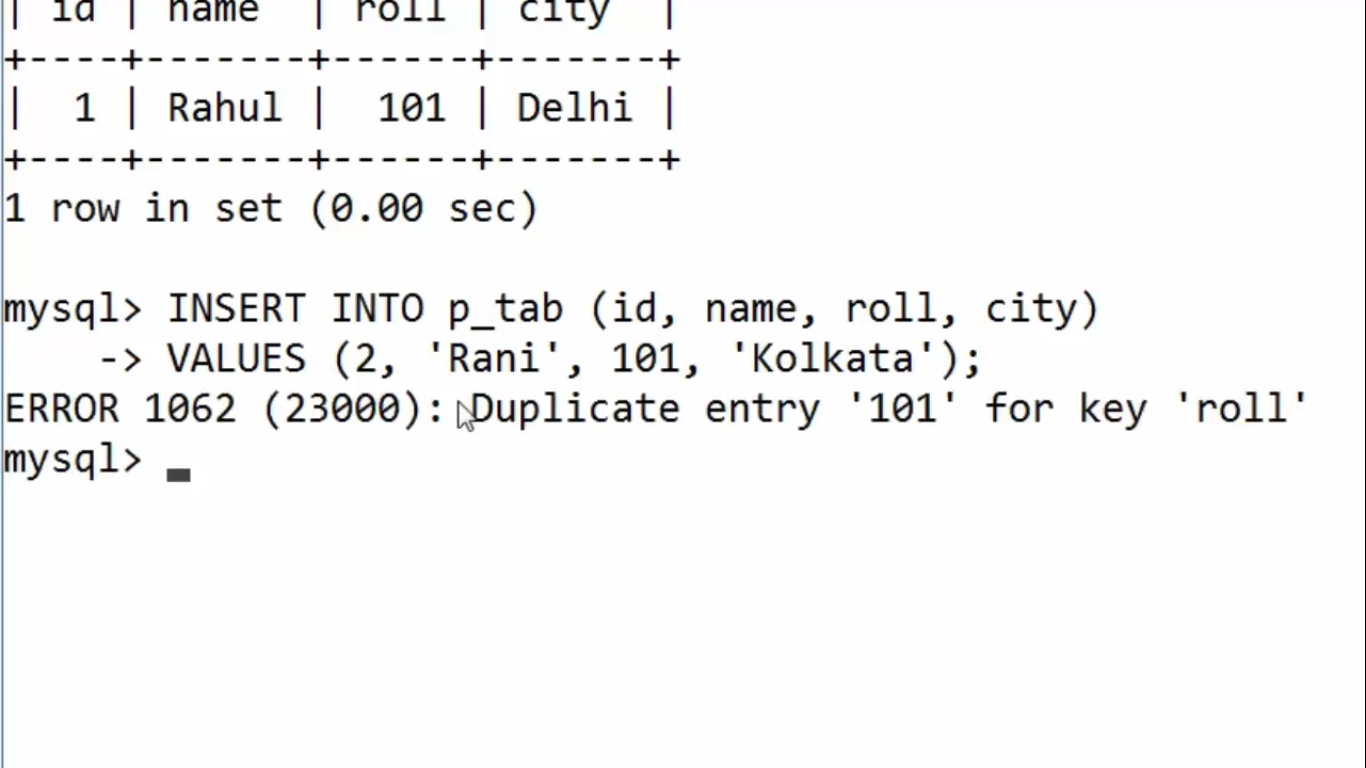 | id | name  | roll | city  |
+----+-------+------+-------+
|  1 | Rahul |  101 | Delhi |
+----+-------+------+-------+
1 row in set (0.00 sec)

mysql> INSERT INTO p_tab (id, name, roll, city)
    -> VALUES (2, 'Rani', 101, 'Kolkata');
ERROR 1062 (23000): Duplicate entry '101' for key 'roll'
mysql>